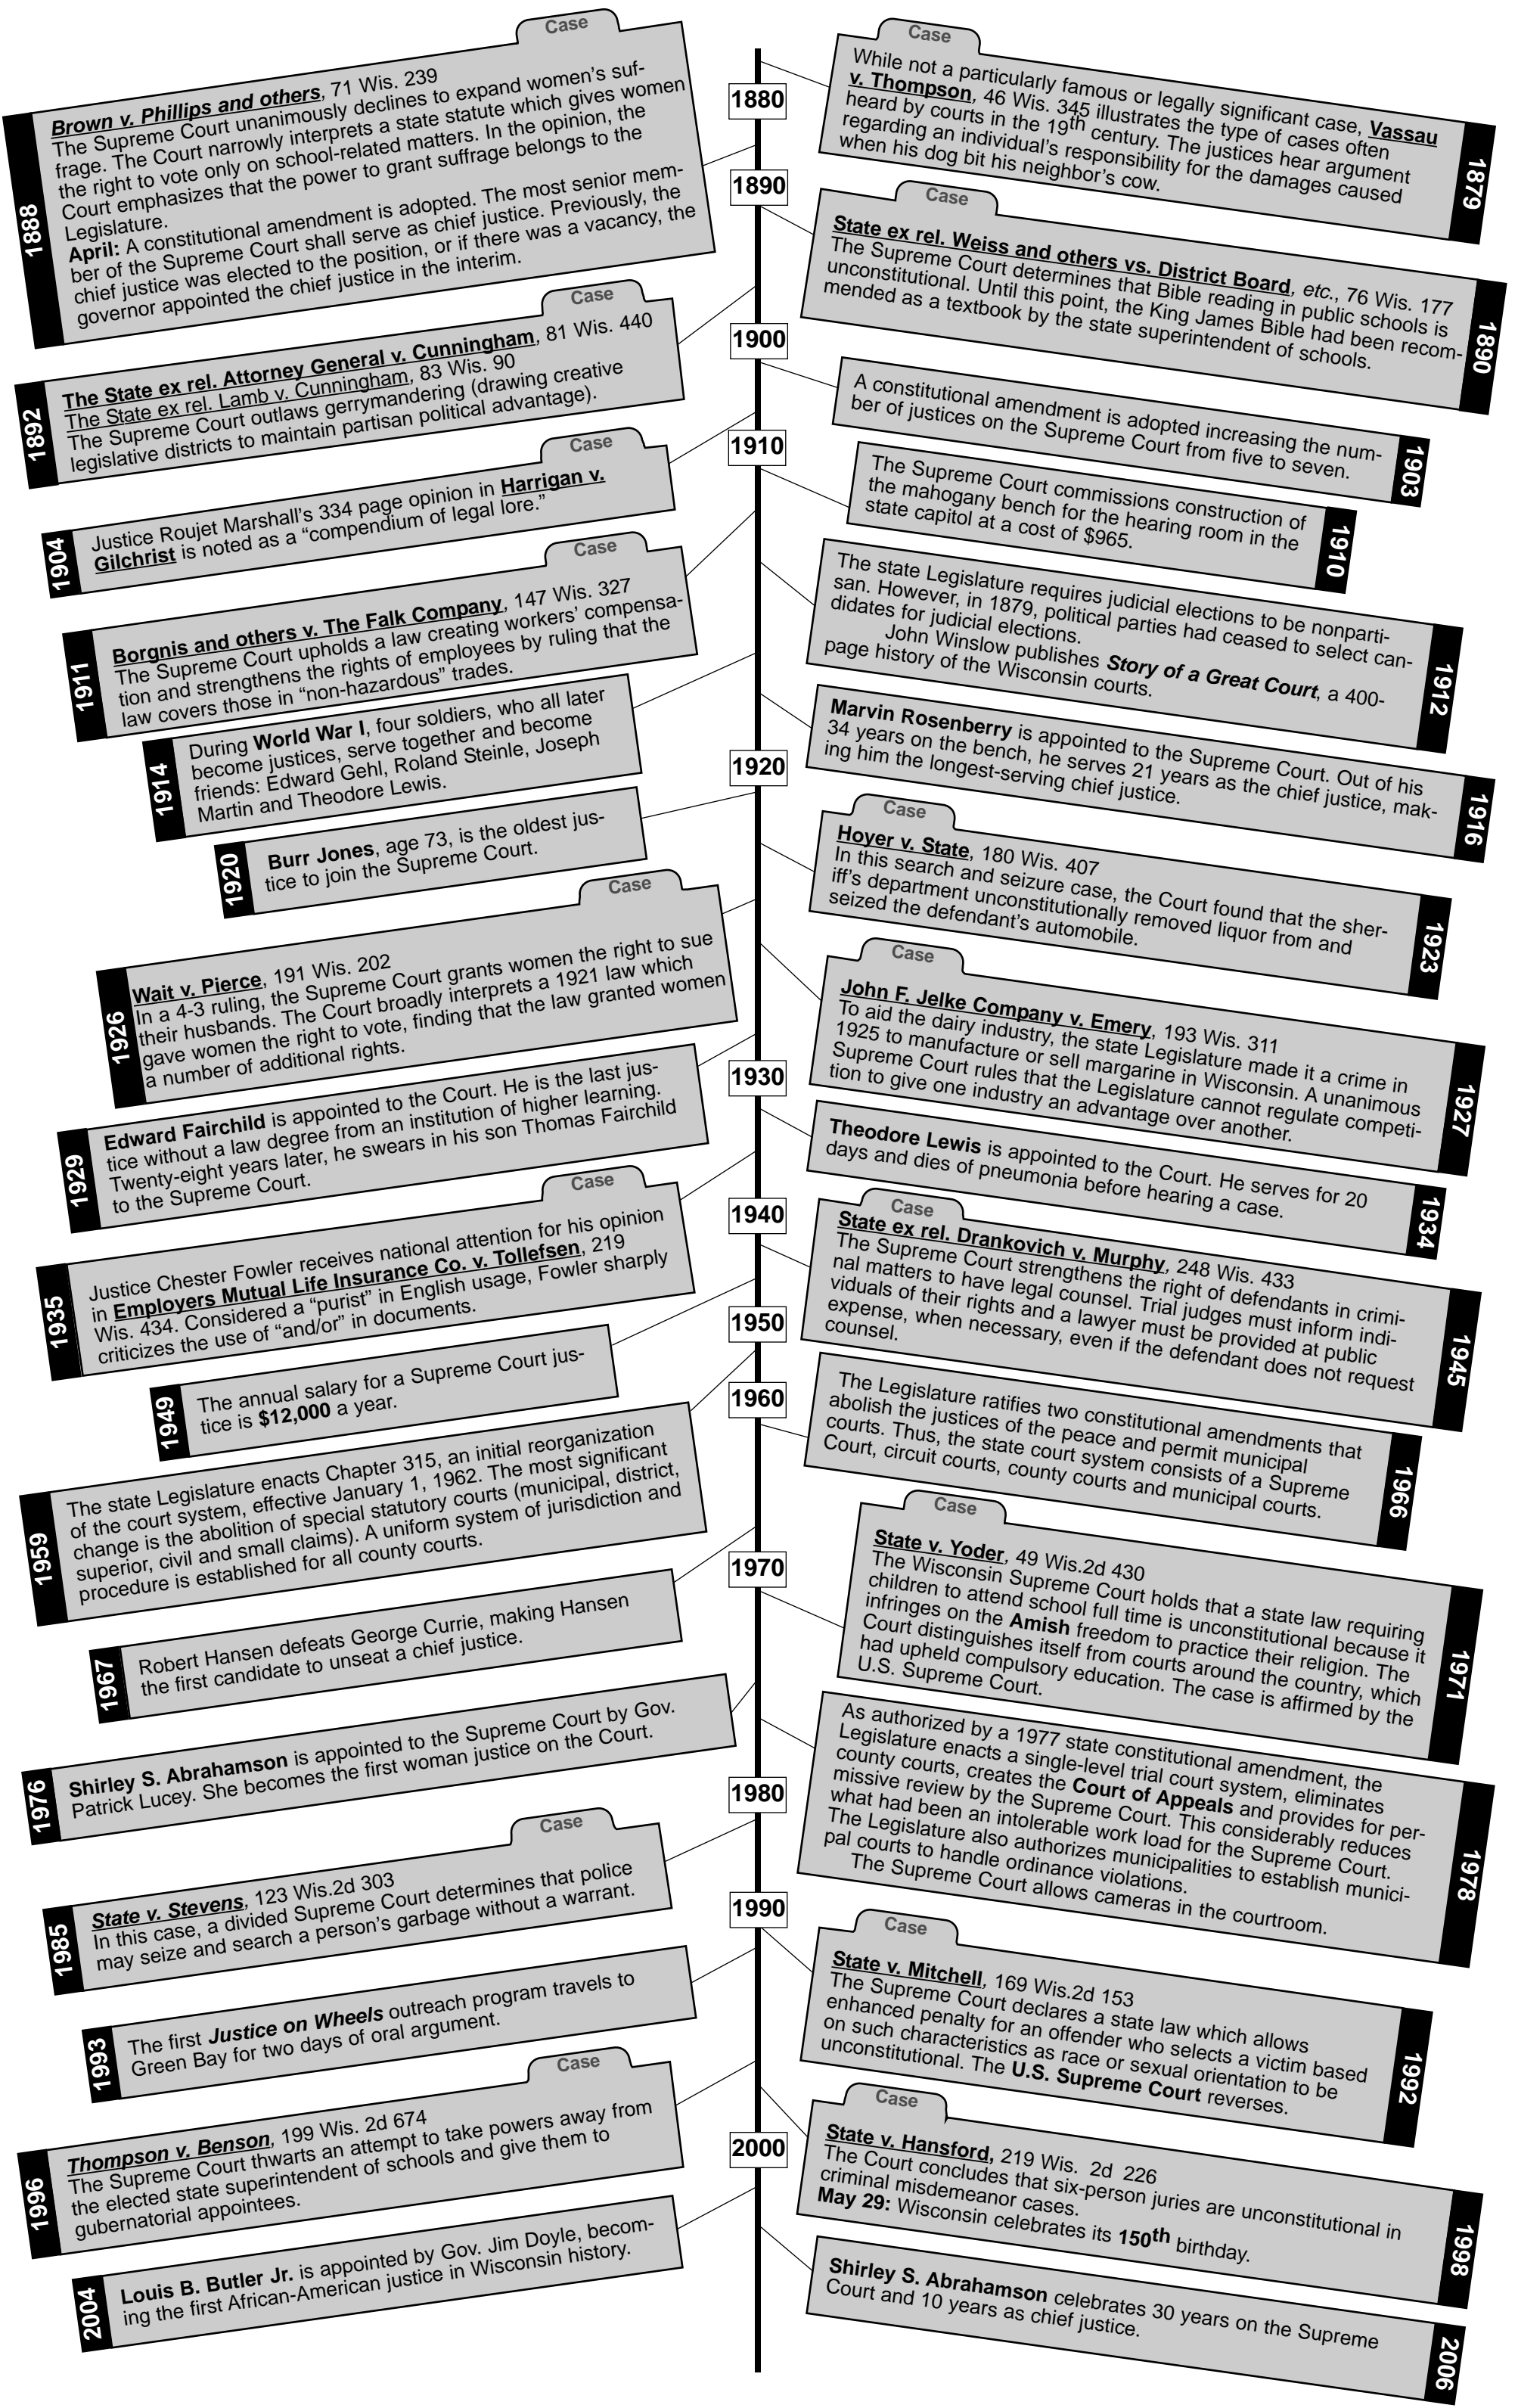 Case
While not a particularly famous or legally significant case, Vassau
v. Thompson, 46 Wis. 345 illustrates the type of cases often
heard by courts in the 19th century. The justices hear argument
regarding an individual's responsibility for the damages caused
when his dog bit his neighbor's cow.
1879
1880
Case
1888
Brown v. Phillips and others, 71 Wis. 239
The Supreme Court unanimously declines to expand women's suf-
frage. The Court narrowly interprets a state statute which gives women
the right to vote only on school-related matters. In the opinion, the
Court emphasizes that the power to grant suffrage belongs to the
Legislature.
April: A constitutional amendment is adopted. The most senior mem-
ber of the Supreme Court shall serve as chief justice. Previously, the
chief justice was elected to the position, or if there was a vacancy, the
governor appointed the chief justice in the interim.
1890
Case
State ex rel. Weiss and others vs. District Board, etc., 76 Wis. 177
The Supreme Court determines that Bible reading in public schools is
unconstitutional. Until this point, the King James Bible had been recom-
mended as a textbook by the state superintendent of schools.
1890
Case
1892
The State ex rel. Attorney General v. Cunningham, 81 Wis. 440
The State ex rel. Lamb v. Cunningham, 83 Wis. 90
The Supreme Court outlaws gerrymandering (drawing creative
legislative districts to maintain partisan political advantage).
1900
A constitutional amendment is adopted increasing the num-
ber of justices on the Supreme Court from five to seven.
1903
Case
1904
Justice Roujet Marshall's 334 page opinion in Harrigan v.
Gilchrist is noted as a “compendium of legal lore.”
1910
The Supreme Court commissions construction of
the mahogany bench for the hearing room in the
state capitol at a cost of $965.
1910
Case
1911
Borgnis and others v. The Falk Company, 147 Wis. 327
The Supreme Court upholds a law creating workers' compensa-
tion and strengthens the rights of employees by ruling that the
law covers those in “non-hazardous” trades.
The state Legislature requires judicial elections to be nonparti-
san. However, in 1879, political parties had ceased to select can-
didates for judicial elections.
John Winslow publishes Story of a Great Court, a 400-
page history of the Wisconsin courts.
1912
1914
During World War I, four soldiers, who all later
become justices, serve together and become
friends: Edward Gehl, Roland Steinle, Joseph
Martin and Theodore Lewis.
Marvin Rosenberry is appointed to the Supreme Court. Out of his
34 years on the bench, he serves 21 years as the chief justice, mak-
ing him the longest-serving chief justice.
1916
1920
1920
Burr Jones, age 73, is the oldest jus-
tice to join the Supreme Court.
Case
Hoyer v. State, 180 Wis. 407
In this search and seizure case, the Court found that the sher-
iff's department unconstitutionally removed liquor from and
seized the defendant's automobile.
1923
Case
1926
Wait v. Pierce, 191 Wis. 202
In a 4-3 ruling, the Supreme Court grants women the right to sue
their husbands. The Court broadly interprets a 1921 law which
gave women the right to vote, finding that the law granted women
a number of additional rights.
Case
John F. Jelke Company v. Emery, 193 Wis. 311
To aid the dairy industry, the state Legislature made it a crime in
1925 to manufacture or sell margarine in Wisconsin. A unanimous
Supreme Court rules that the Legislature cannot regulate competi-
tion to give one industry an advantage over another.
1927
1929
Edward Fairchild is appointed to the Court. He is the last jus-
tice without a law degree from an institution of higher learning.
Twenty-eight years later, he swears in his son Thomas Fairchild
to the Supreme Court.
1930
Theodore Lewis is appointed to the Court. He serves for 20
days and dies of pneumonia before hearing a case.
1934
Case
1935
Justice Chester Fowler receives national attention for his opinion
in Employers Mutual Life Insurance Co. v. Tollefsen, 219
Wis. 434. Considered a “purist” in English usage, Fowler sharply
criticizes the use of “and/or” in documents.
1940
Case
State ex rel. Drankovich v. Murphy, 248 Wis. 433
The Supreme Court strengthens the right of defendants in crimi-
nal matters to have legal counsel. Trial judges must inform indi-
viduals of their rights and a lawyer must be provided at public
expense, when necessary, even if the defendant does not request
counsel.
1945
1949
The annual salary for a Supreme Court jus-
tice is $12,000 a year.
1950
1959
The state Legislature enacts Chapter 315, an initial reorganization
of the court system, effective January 1, 1962. The most significant
change is the abolition of special statutory courts (municipal, district,
superior, civil and small claims). A uniform system of jurisdiction and
procedure is established for all county courts.
1960
The Legislature ratifies two constitutional amendments that
abolish the justices of the peace and permit municipal
courts. Thus, the state court system consists of a Supreme
Court, circuit courts, county courts and municipal courts.
1966
1967
Robert Hansen defeats George Currie, making Hansen
the first candidate to unseat a chief justice.
1970
Case
State v. Yoder, 49 Wis.2d 430
The Wisconsin Supreme Court holds that a state law requiring
children to attend school full time is unconstitutional because it
infringes on the Amish freedom to practice their religion. The
Court distinguishes itself from courts around the country, which
had upheld compulsory education. The case is affirmed by the
U.S. Supreme Court.
1971
1976
Shirley S. Abrahamson is appointed to the Supreme Court by Gov.
Patrick Lucey. She becomes the first woman justice on the Court.
As authorized by a 1977 state constitutional amendment, the
Legislature enacts a single-level trial court system, eliminates
county courts, creates the Court of Appeals and provides for per-
missive review by the Supreme Court. This considerably reduces
what had been an intolerable work load for the Supreme Court.
The Legislature also authorizes municipalities to establish munici-
pal courts to handle ordinance violations.
The Supreme Court allows cameras in the courtroom.
1978
1980
Case
1985
State v. Stevens, 123 Wis.2d 303
In this case, a divided Supreme Court determines that police
may seize and search a person's garbage without a warrant.
1990
Case
State v. Mitchell, 169 Wis.2d 153
The Supreme Court declares a state law which allows
enhanced penalty for an offender who selects a victim based
on such characteristics as race or sexual orientation to be
unconstitutional. The U.S. Supreme Court reverses.
1992
1993
The first Justice on Wheels outreach program travels to
Green Bay for two days of oral argument.
Case
1996
Thompson v. Benson, 199 Wis. 2d 674
The Supreme Court thwarts an attempt to take powers away from
the elected state superintendent of schools and give them to
gubernatorial appointees.
Case
State v. Hansford, 219 Wis. 2d 226
The Court concludes that six-person juries are unconstitutional in
criminal misdemeanor cases.
May 29: Wisconsin celebrates its 150th birthday.
1998
2000
2004
Louis B. Butler Jr. is appointed by Gov. Jim Doyle, becom-
ing the first African-American justice in Wisconsin history.
Shirley S. Abrahamson celebrates 30 years on the Supreme
Court and 10 years as chief justice.
2006